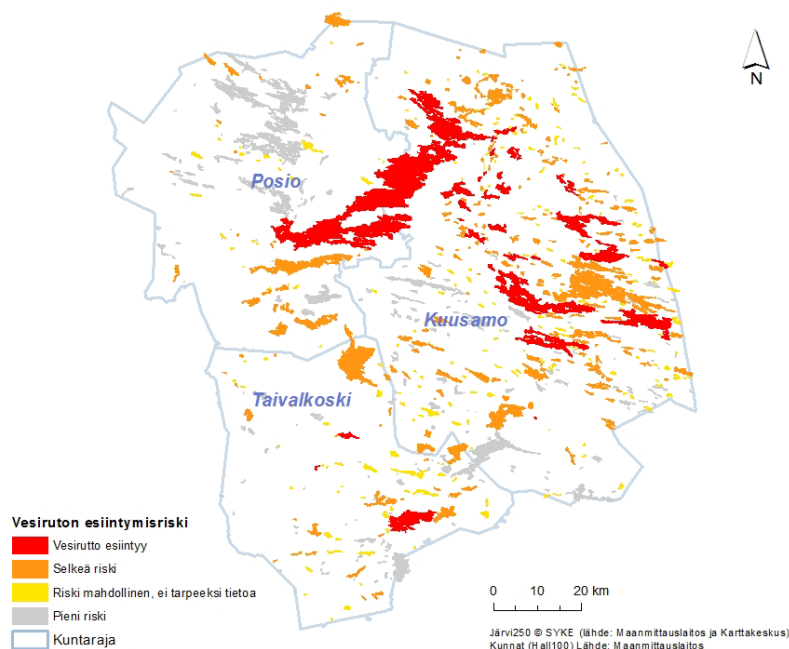 N
Posio
Kuusamo
Taivalkoski
Vesiruton esiintymisriski
Vesirutto esiintyy
Selkeä riski
Riski mahdollinen, ei tarpeeksi tietoa
Pieni riski
Kuntaraja
0 10 20 km
Järvi250 © SYKE (lähde: Maanmittauslaitos ja Karttakeskus)
Kunnat (Hall100) Lähde: Maanmittauslaitos